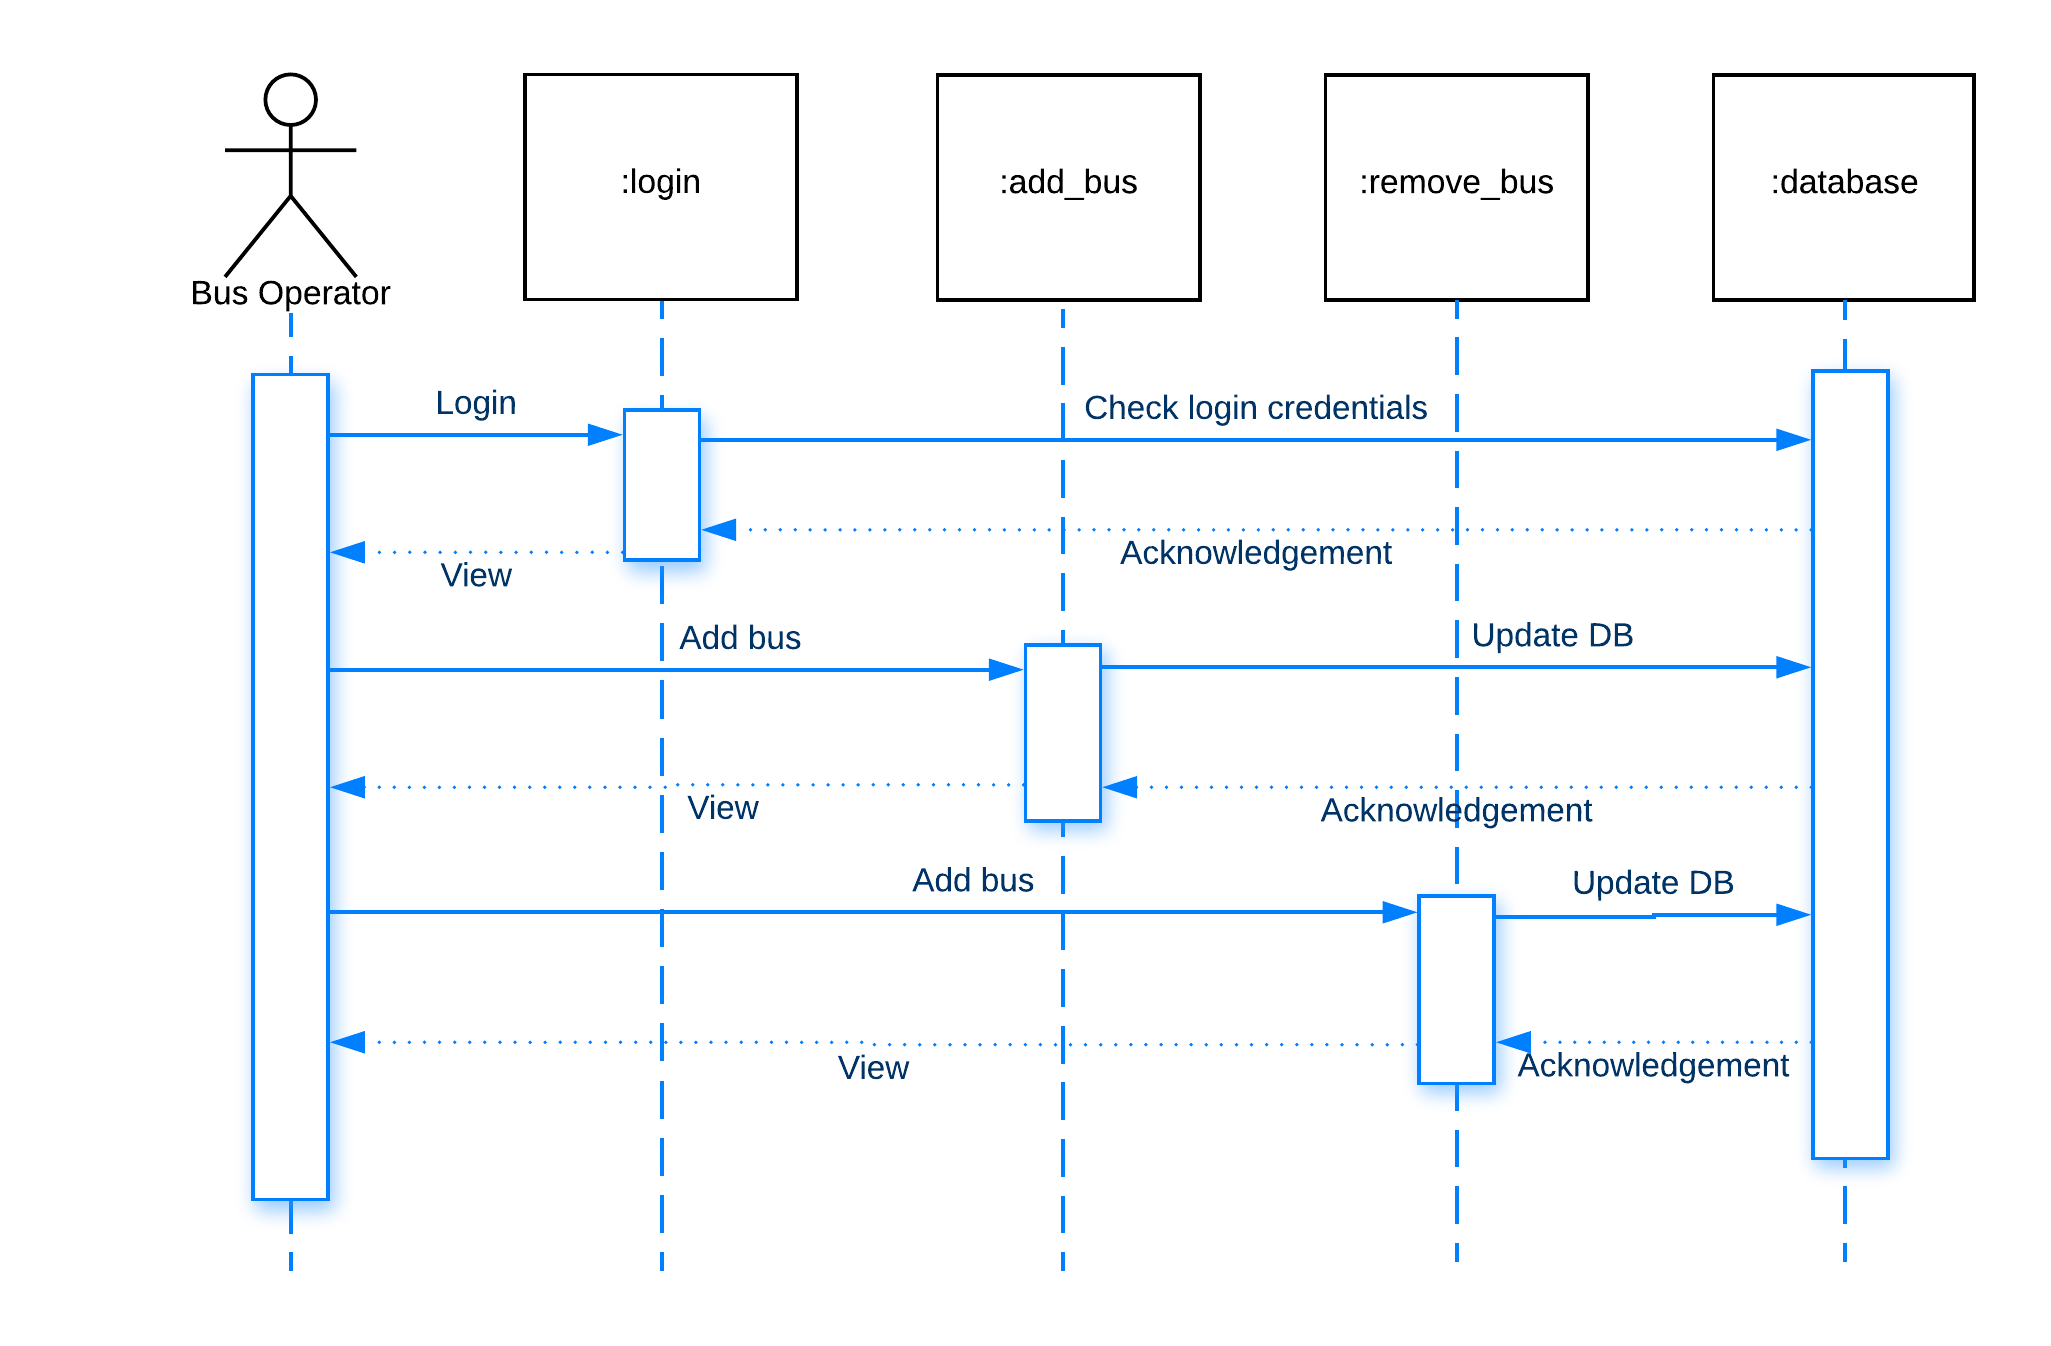 :login
:add_bus
:remove_bus
:database
Bus Operator
Login
Check login credentials
Acknowledgement
View
Add bus
Update DB
View
Acknowledgement
Add bus
Update DB
View
Acknowledgement